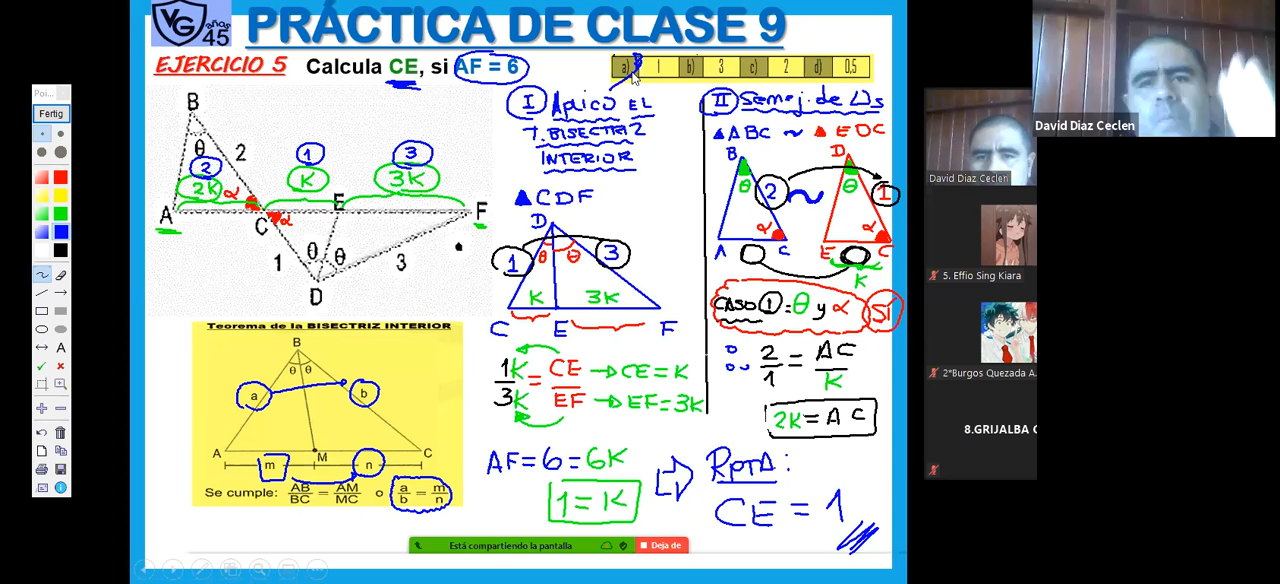 VG
años
45
PRÁCTICA DE CLASE 9
EJERCICIO 5 Calcula CE, si AF = 6
a) 1 b) 3 c) 2 d) 0.5
Fertig
B
θ
2
2
1
3
2K
K
3K
α
A
C
α
E
F
1
θ
θ
3
D
Teorema de la BISECTRIZ INTERIOR
B
θ θ
a
b
A
M
C
m
n
Se cumple: AB/BC = AM/MC o a/b = m/n
I APLICO EL
T. BISECTRIZ
INTERIOR
▲ CDF
D
1
θ
θ
3
K
3K
C
E
F
1K/3K = CE/EF → CE = K
→ EF = 3K
AF = 6 = 6K
1 = K
II Semej. de Δs
▲ ABC ~ ▲ EDC
B
D
θ
2
~
θ
1
α
α
A
C
E
C
K
CASO 1 = θ y α SÍ
2/1 = AC/K
2K = AC
RPTA:
CE = 1
Está compartiendo la pantalla
Deja de
David Diaz Ceclen
David Diaz Ceclen
5. Effio Sing Kiara
2°Burgos Quezada A.
8.GRIJALBA C